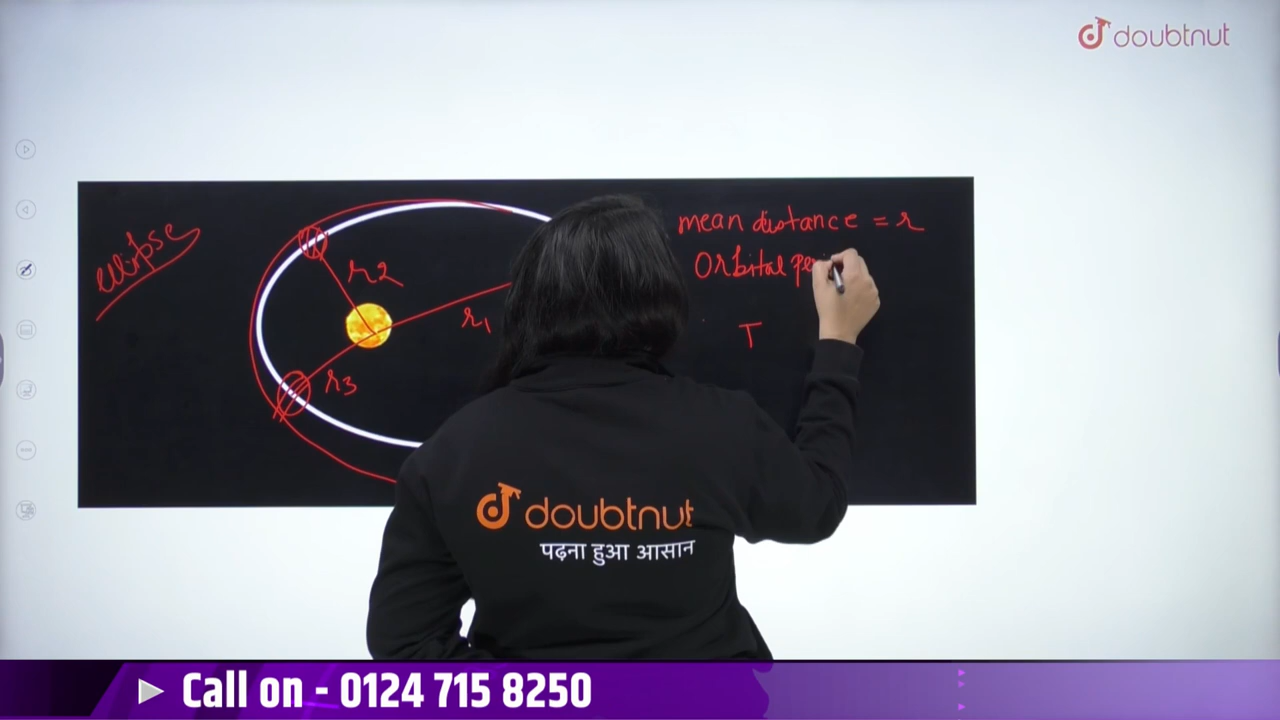 doubtnut
ellipse
mean distance = r
Orbital
r2
r1
T
r3
doubtnut
पढ़ना हुआ आसान
Call on - 0124 715 8250